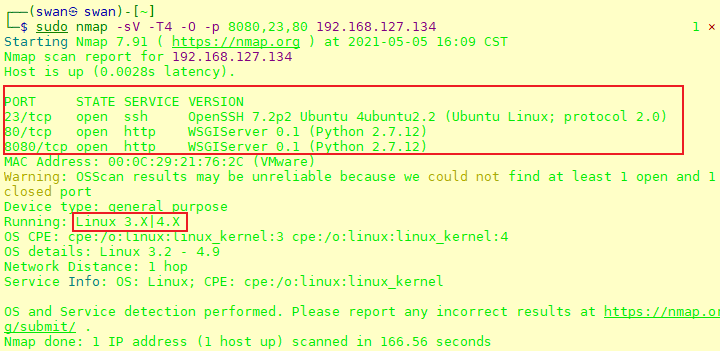 ┌──(swan㉿ swan)-[~]
└─$ sudo nmap -sV -T4 -O -p 8080,23,80 192.168.127.134 1 ×
Starting Nmap 7.91 ( https://nmap.org ) at 2021-05-05 16:09 CST
Nmap scan report for 192.168.127.134
Host is up (0.0028s latency).

PORT     STATE SERVICE VERSION
23/tcp   open  ssh     OpenSSH 7.2p2 Ubuntu 4ubuntu2.2 (Ubuntu Linux; protocol 2.0)
80/tcp   open  http    WSGIServer 0.1 (Python 2.7.12)
8080/tcp open  http    WSGIServer 0.1 (Python 2.7.12)
MAC Address: 00:0C:29:21:76:2C (VMware)
Warning: OSScan results may be unreliable because we could not find at least 1 open and 1
closed port
Device type: general purpose
Running: Linux 3.X|4.X
OS CPE: cpe:/o:linux:linux_kernel:3 cpe:/o:linux:linux_kernel:4
OS details: Linux 3.2 - 4.9
Network Distance: 1 hop
Service Info: OS: Linux; CPE: cpe:/o:linux:linux_kernel

OS and Service detection performed. Please report any incorrect results at https://nmap.or
g/submit/ .
Nmap done: 1 IP address (1 host up) scanned in 166.56 seconds